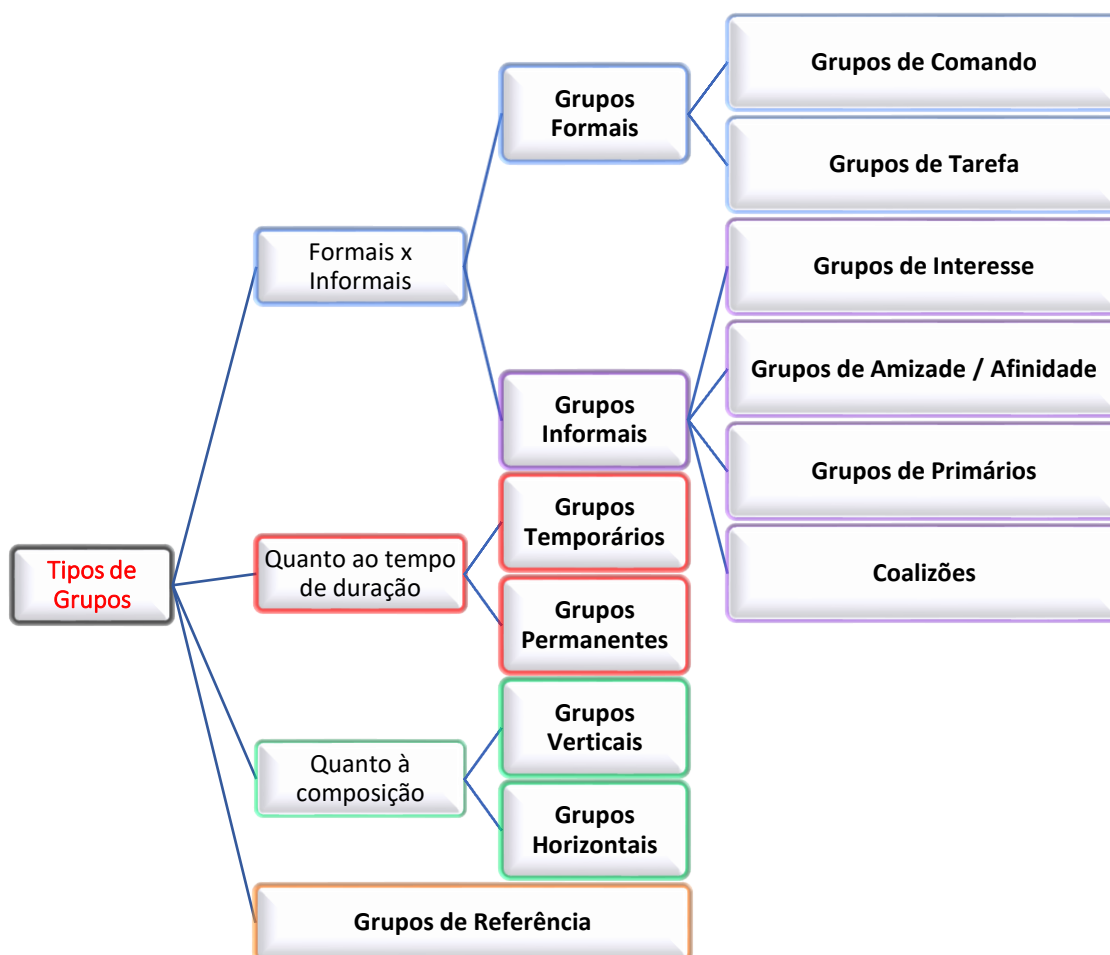 Tipos de
Grupos
Formais x
Informais
Grupos
Formais
Grupos de Comando
Grupos de Tarefa
Grupos
Informais
Grupos de Interesse
Grupos de Amizade / Afinidade
Grupos de Primários
Coalizões
Quanto ao tempo
de duração
Grupos
Temporários
Grupos
Permanentes
Quanto à
composição
Grupos
Verticais
Grupos
Horizontais
Grupos de Referência